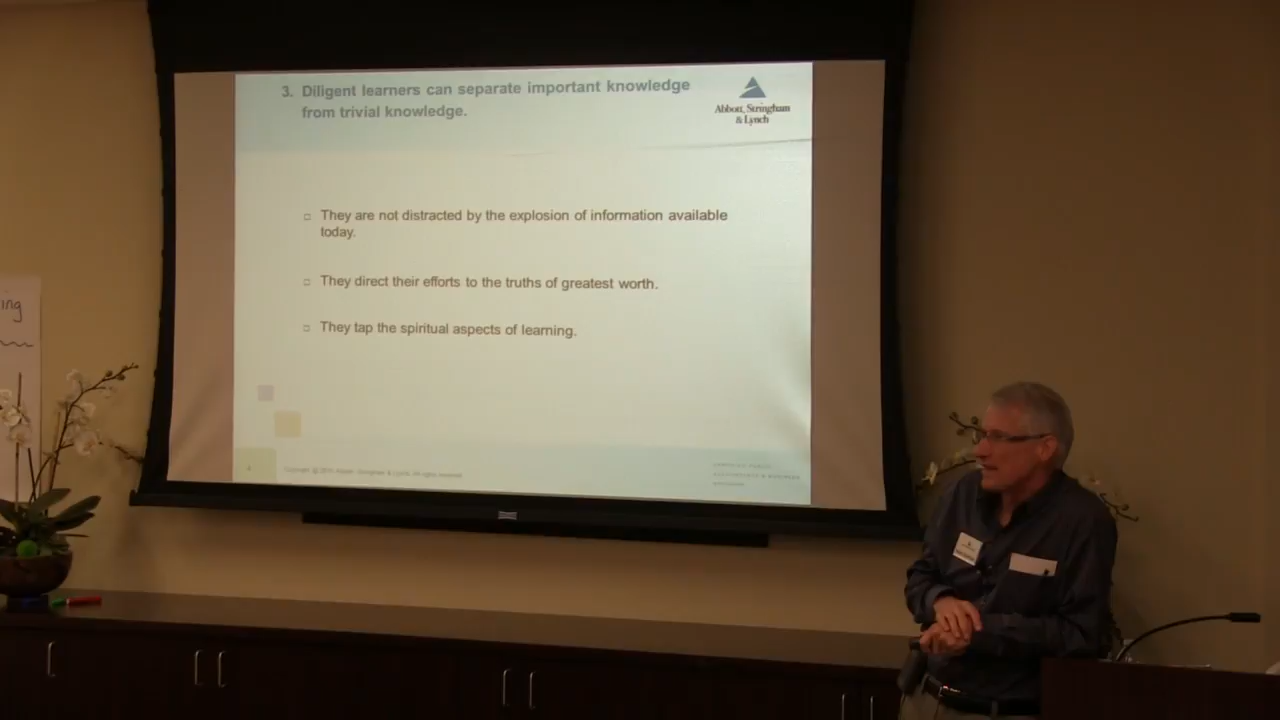 3. Diligent learners can separate important knowledge
from trivial knowledge.
Abbott, Stringham
& Lynch
□ They are not distracted by the explosion of information available
today.
□ They direct their efforts to the truths of greatest worth.
□ They tap the spiritual aspects of learning.
ing